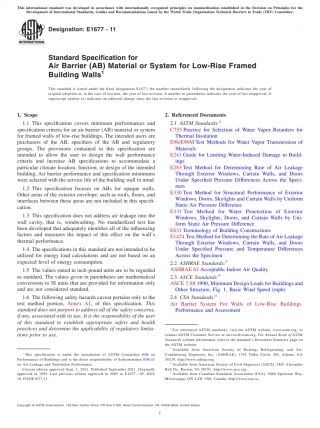 This international standard was developed in accordance with internationally recognized principles on standardization established in the Decision on Principles for the
Development of International Standards, Guides and Recommendations issued by the World Trade Organization Technical Barriers to Trade (TBT) Committee.
Designation: E1677 − 11
INTERNATIONAL
Standard Specification for
Air Barrier (AB) Material or System for Low-Rise Framed
Building Walls1
This standard is issued under the fixed designation E1677; the number immediately following the designation indicates the year of
original adoption or, in the case of revision, the year of last revision. A number in parentheses indicates the year of last reapproval. A
superscript epsilon (ε) indicates an editorial change since the last revision or reapproval.
1. Scope
1.1 This specification covers minimum performances and
specification criteria for an air barrier (AB) material or system
for framed walls of low-rise buildings. The intended users are
purchasers of the AB, specifiers of the AB and regulatory
groups. The provisions contained in this specification are
intended to allow the user to design the wall performance
criteria and increase AB specifications to accommodate a
particular climate location, function, or design of the intended
building. Air barrier performance and specification minimums
were selected with the service life of the building wall in mind.
1.2 This specification focuses on ABs for opaque walls.
Other areas of the exterior envelope, such as roofs, floors, and
interfaces between these areas are not included in this specifi-
cation.
1.3 This specification does not address air leakage into the
wall cavity, that is, windwashing. No standardized test has
been developed that adequately identifies all of the influencing
factors and measures the impact of this effect on the wall's
thermal performance.
1.4 The specifications in this standard are not intended to be
utilized for energy load calculations and are not based on an
expected level of energy consumption.
1.5 The values stated in inch-pound units are to be regarded
as standard. The values given in parentheses are mathematical
conversions to SI units that are provided for information only
and are not considered standard.
1.6 The following safety hazards caveat pertains only to the
test method portion, Annex A1, of this specification. This
standard does not purport to address all of the safety concerns,
if any, associated with its use. It is the responsibility of the user
of this standard to establish appropriate safety and health
practices and determine the applicability of regulatory limita-
tions prior to use.
1 This specification is under the jurisdiction of ASTM Committee E06 on
Performance of Buildings and is the direct responsibility of Subcommittee E06.41
on Air Leakage and Ventilation Performance.
Current edition approved Sept. 1, 2011. Published September 2011. Originally
approved in 1995. Last previous edition approved in 2005 as E1677 – 05. DOI:
10.1520/E1677-11.
2. Referenced Documents
2.1 ASTM Standards:2
C755 Practice for Selection of Water Vapor Retarders for
Thermal Insulation
E96/E96M Test Methods for Water Vapor Transmission of
Materials
E241 Guide for Limiting Water-Induced Damage to Build-
ings
E283 Test Method for Determining Rate of Air Leakage
Through Exterior Windows, Curtain Walls, and Doors
Under Specified Pressure Differences Across the Speci-
men
E330 Test Method for Structural Performance of Exterior
Windows, Doors, Skylights and Curtain Walls by Uniform
Static Air Pressure Difference
E331 Test Method for Water Penetration of Exterior
Windows, Skylights, Doors, and Curtain Walls by Uni-
form Static Air Pressure Difference
E631 Terminology of Building Constructions
E1424 Test Method for Determining the Rate of Air Leakage
Through Exterior Windows, Curtain Walls, and Doors
Under Specified Pressure and Temperature Differences
Across the Specimen
2.2 ASHRAE Standards:3
ASHRAE 62 Acceptable Indoor Air Quality
2.3 ASCE Standards:4
ASCE 7-88 1990, Minimum Design Loads for Buildings and
Other Structure, Fig. 1, Basic Wind Speed (mph)
2.4 CSA Standards:5
Air Barrier System For Walls of Low-Rise Buildings
Performance and Assessment
2 For referenced ASTM standards, visit the ASTM website, www.astm.org, or
contact ASTM Customer Service at service@astm.org. For Annual Book of ASTM
Standards volume information, refer to the standard's Document Summary page on
the ASTM website.
3 Available from American Society of Heating, Refrigerating, and Air-
Conditioning Engineers, Inc. (ASHRAE), 1791 Tullie Circle, NE, Atlanta, GA
30329, http://www.ashrae.org.
4 Available from American Society of Civil Engineers (ASCE), 1801 Alexander
Bell Dr., Reston, VA 20191, http://www.asce.org.
5 Available from Canadian Standards Association (CSA), 5060 Spectrum Way,
Mississauga, ON L4W 5N6, Canada, http://www.csa.ca.
Copyright © ASTM International, 100 Barr Harbor Drive, PO Box C700, West Conshohocken, PA 19428-2959. United States
1